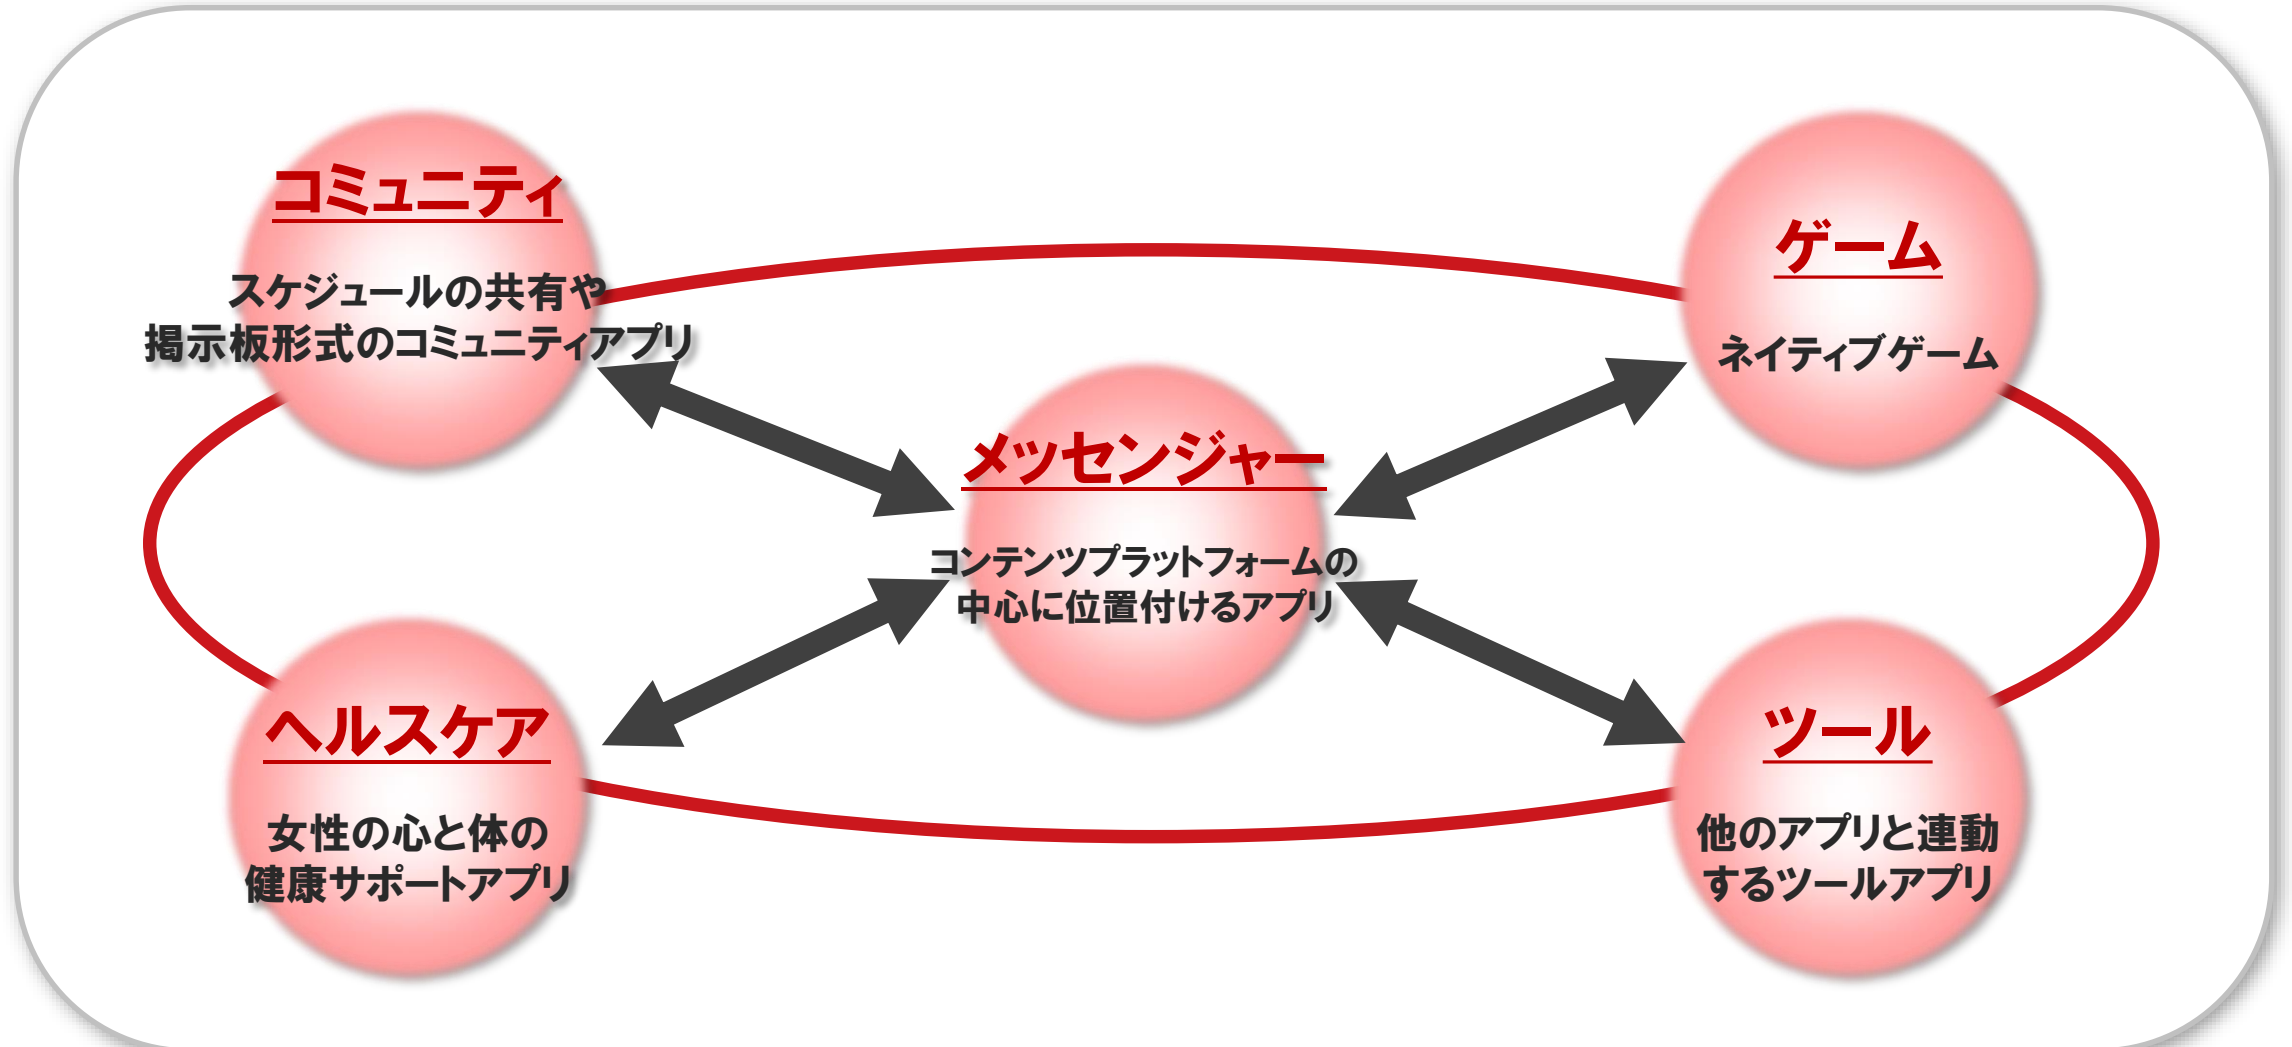 コミュニティ
スケジュールの共有や
掲示板形式のコミュニティアプリ
ゲーム
ネイティブゲーム
メッセンジャー
コンテンツプラットフォームの
中心に位置付けるアプリ
ヘルスケア
女性の心と体の
健康サポートアプリ
ツール
他のアプリと連動
するツールアプリ